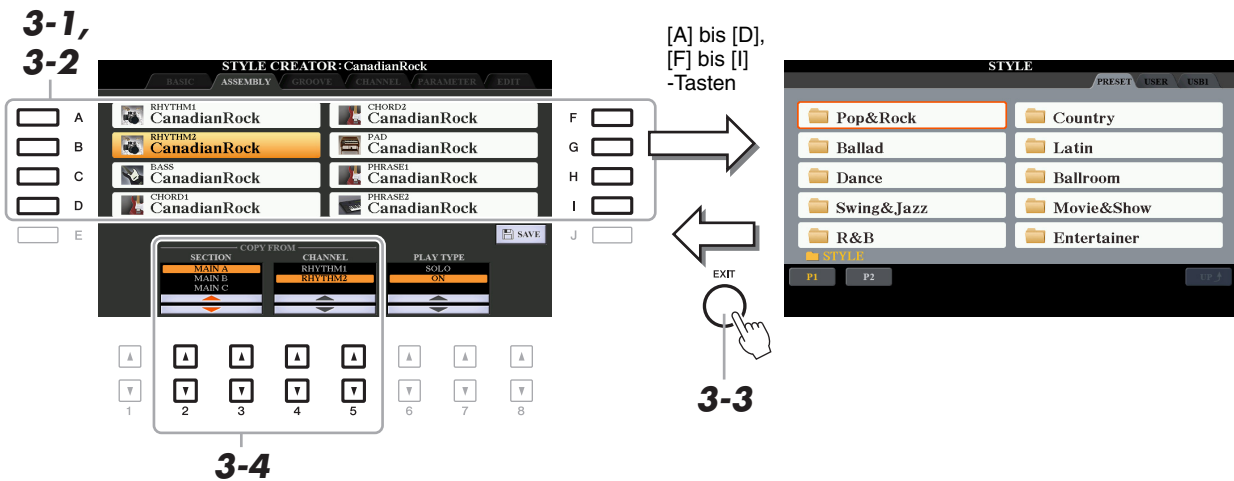 3-1,
3-2
STYLE CREATOR: CanadianRock
BASIC ASSEMBLY GROOVE CHANNEL PARAMETER EDIT
A
RHYTHM1
CanadianRock
CHORD2
CanadianRock
F
B
RHYTHM2
CanadianRock
PAD
CanadianRock
G
C
BASS
CanadianRock
PHRASE1
CanadianRock
H
D
CHORD1
CanadianRock
PHRASE2
CanadianRock
I
E
SAVE
J
COPY FROM
SECTION
MAIN A
MAIN B
MAIN C
CHANNEL
RHYTHM1
RHYTHM2
PLAY TYPE
SOLO
ON
1 2 3 4 5 6 7 8
3-4
[A] bis [D],
[F] bis [I]
-Tasten
EXIT
3-3
STYLE
PRESET USER USB1
Pop&Rock Country
Ballad Latin
Dance Ballroom
Swing&Jazz Movie&Show
R&B Entertainer
STYLE
P1 P2 UP